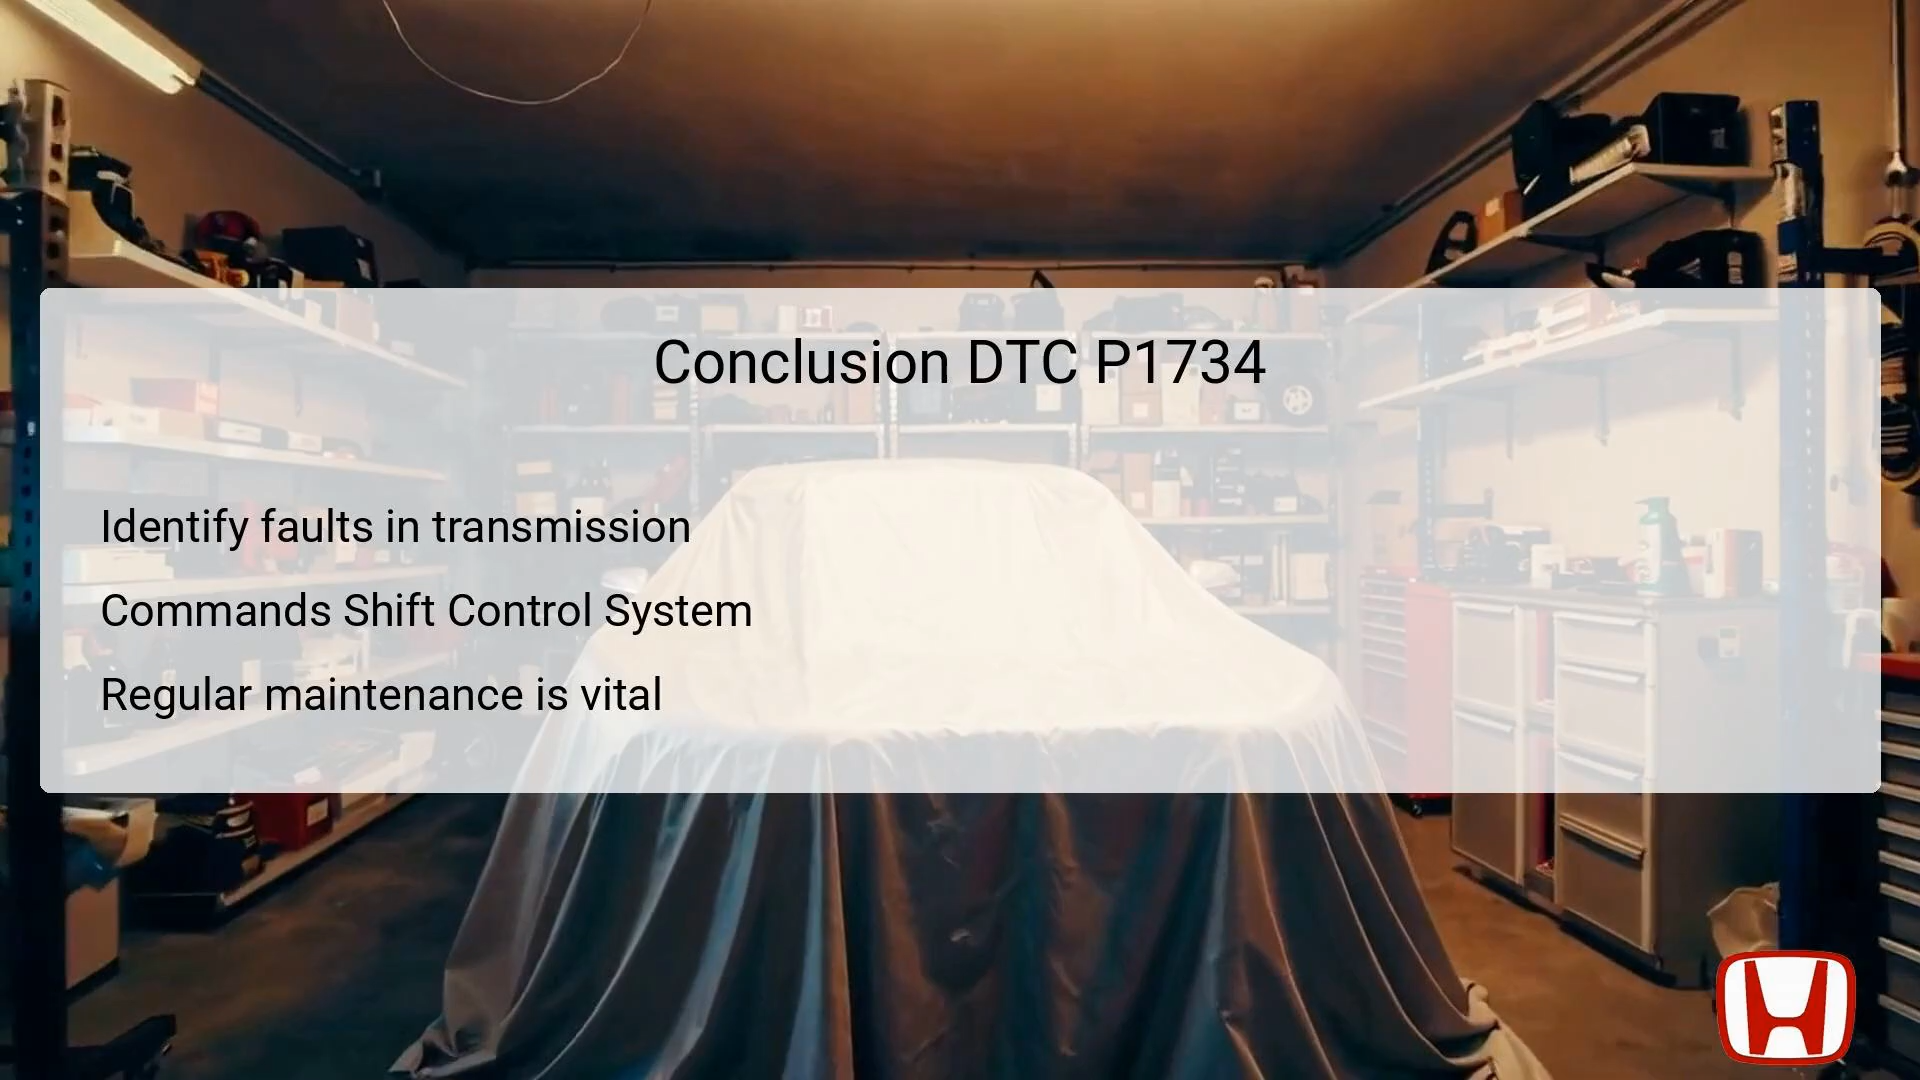 Conclusion DTC P1734
Identify faults in transmission
Commands Shift Control System
Regular maintenance is vital